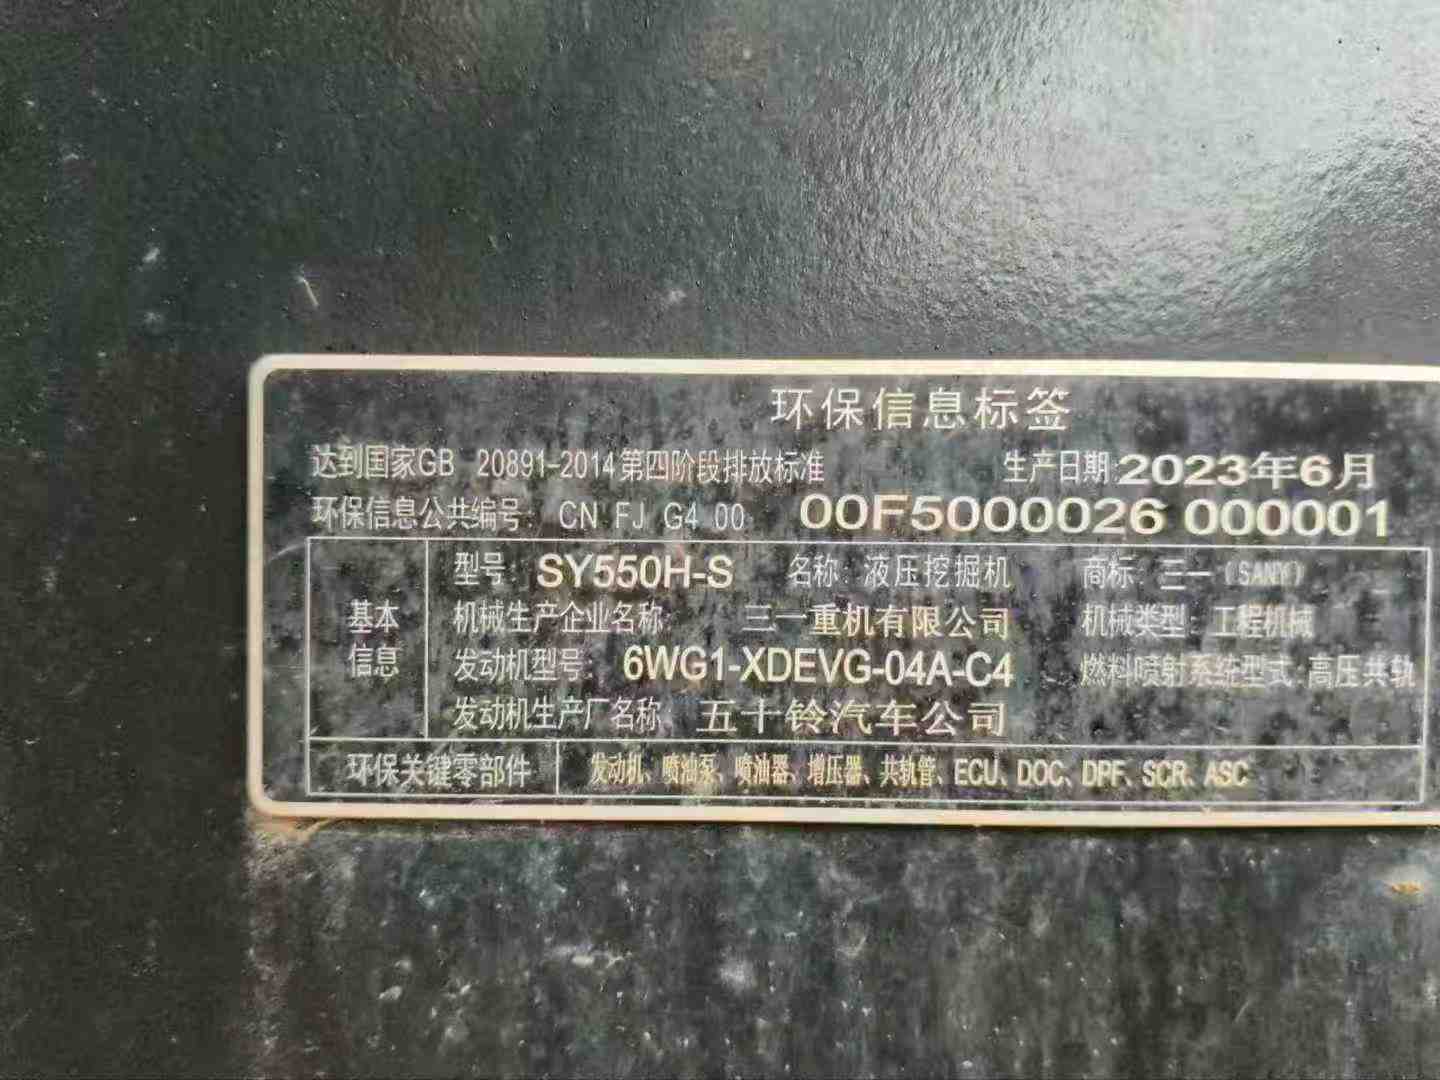 环保信息标签
达到国家GB 20891-2014第四阶段排放标准 生产日期:2023年6月
环保信息公共编号: CN FJ G4 00 00F5000026 000001
基本信息
型号: SY550H-S 名称: 液压挖掘机 商标: 三一(SANY)
机械生产企业名称: 三一重机有限公司 机械类型: 工程机械
发动机型号: 6WG1-XDEVG-04A-C4 燃料喷射系统型式: 高压共轨
发动机生产厂名称: 五十铃汽车公司
环保关键零部件 发动机、喷油泵、喷油器、增压器、共轨管、ECU、DOC、DPF、SCR、ASC